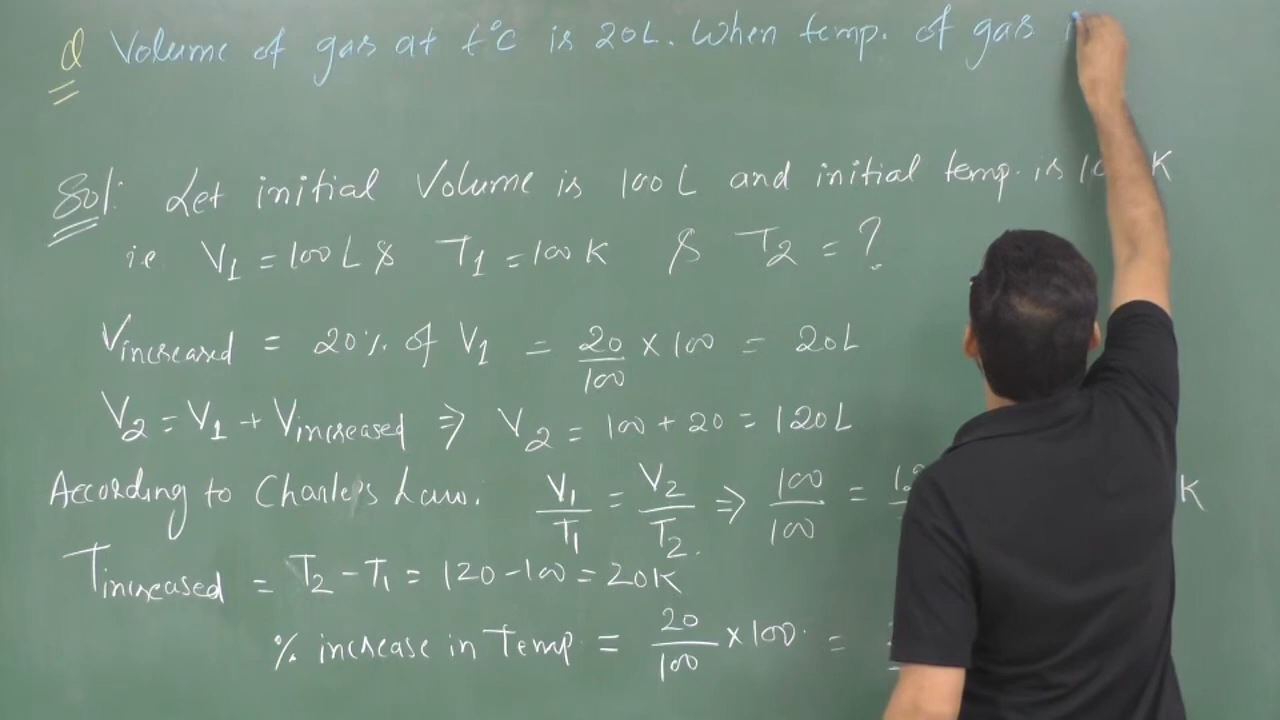 Q Volume of gas at t°C is 20L. When temp. of gas
Sol: Let initial Volume is 100 L and initial temp. is K
i.e V₁ = 100 L & T₁ = 100 K & T₂ = ?
Vincreased = 20% of V₁ = 20/100 × 100 = 20L
V₂ = V₁ + Vincreased ⇒ V₂ = 100 + 20 = 120L
According to Charle's Law. V₁/T₁ = V₂/T₂ ⇒ 100/100 = K
Tincreased = T₂ - T₁ = 120 - 100 = 20K
% increase in Temp = 20/100 × 100 =